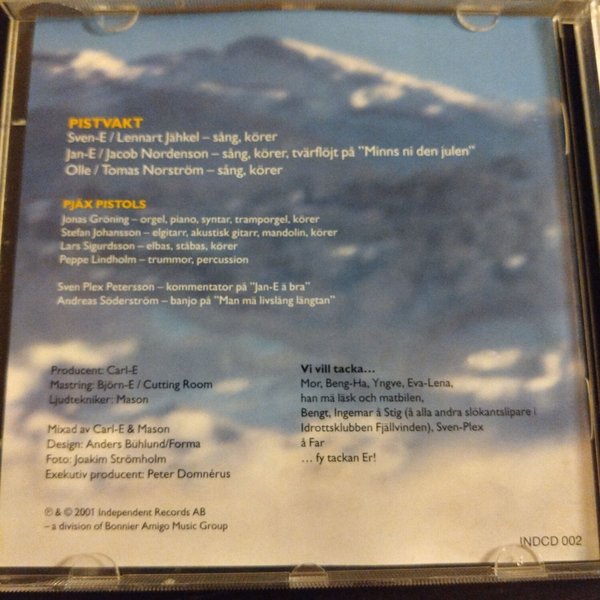 PISTVAKT
Sven-E / Lennart Jähkel – sång, körer
Jan-E / Jacob Nordenson – sång, körer, tvärflöjt på "Minns ni den julen"
Olle / Tomas Norström – sång, körer
PJÄX PISTOLS
Jonas Gröning – orgel, piano, syntar, tramporgel, körer
Stefan Johansson – elgitarr, akustisk gitarr, mandolin, körer
Lars Sigurdsson – elbas, ståbas, körer
Peppe Lindholm – trummor, percussion
Sven Plex Petersson – kommentator på "Jan-E ä bra"
Andreas Söderström – banjo på "Man må livslång längtan"
Producent: Carl-E
Mastring: Björn-E / Cutting Room
Ljudtekniker: Mason
Mixad av Carl-E & Mason
Design: Anders Bühlund/Forma
Foto: Joakim Strömholm
Exekutiv producent: Peter Domnérus
℗ & © 2001 Independent Records AB
– a division of Bonnier Amigo Music Group
Vi vill tacka...
Mor, Beng-Ha, Yngve, Eva-Lena,
han mä läsk och matbilen,
Bengt, Ingemar å Stig (å alla andra slökantslipare i
Idrottsklubben Fjällvinden), Sven-Plex
å Far
... fy tackan Er!
INDCD 002